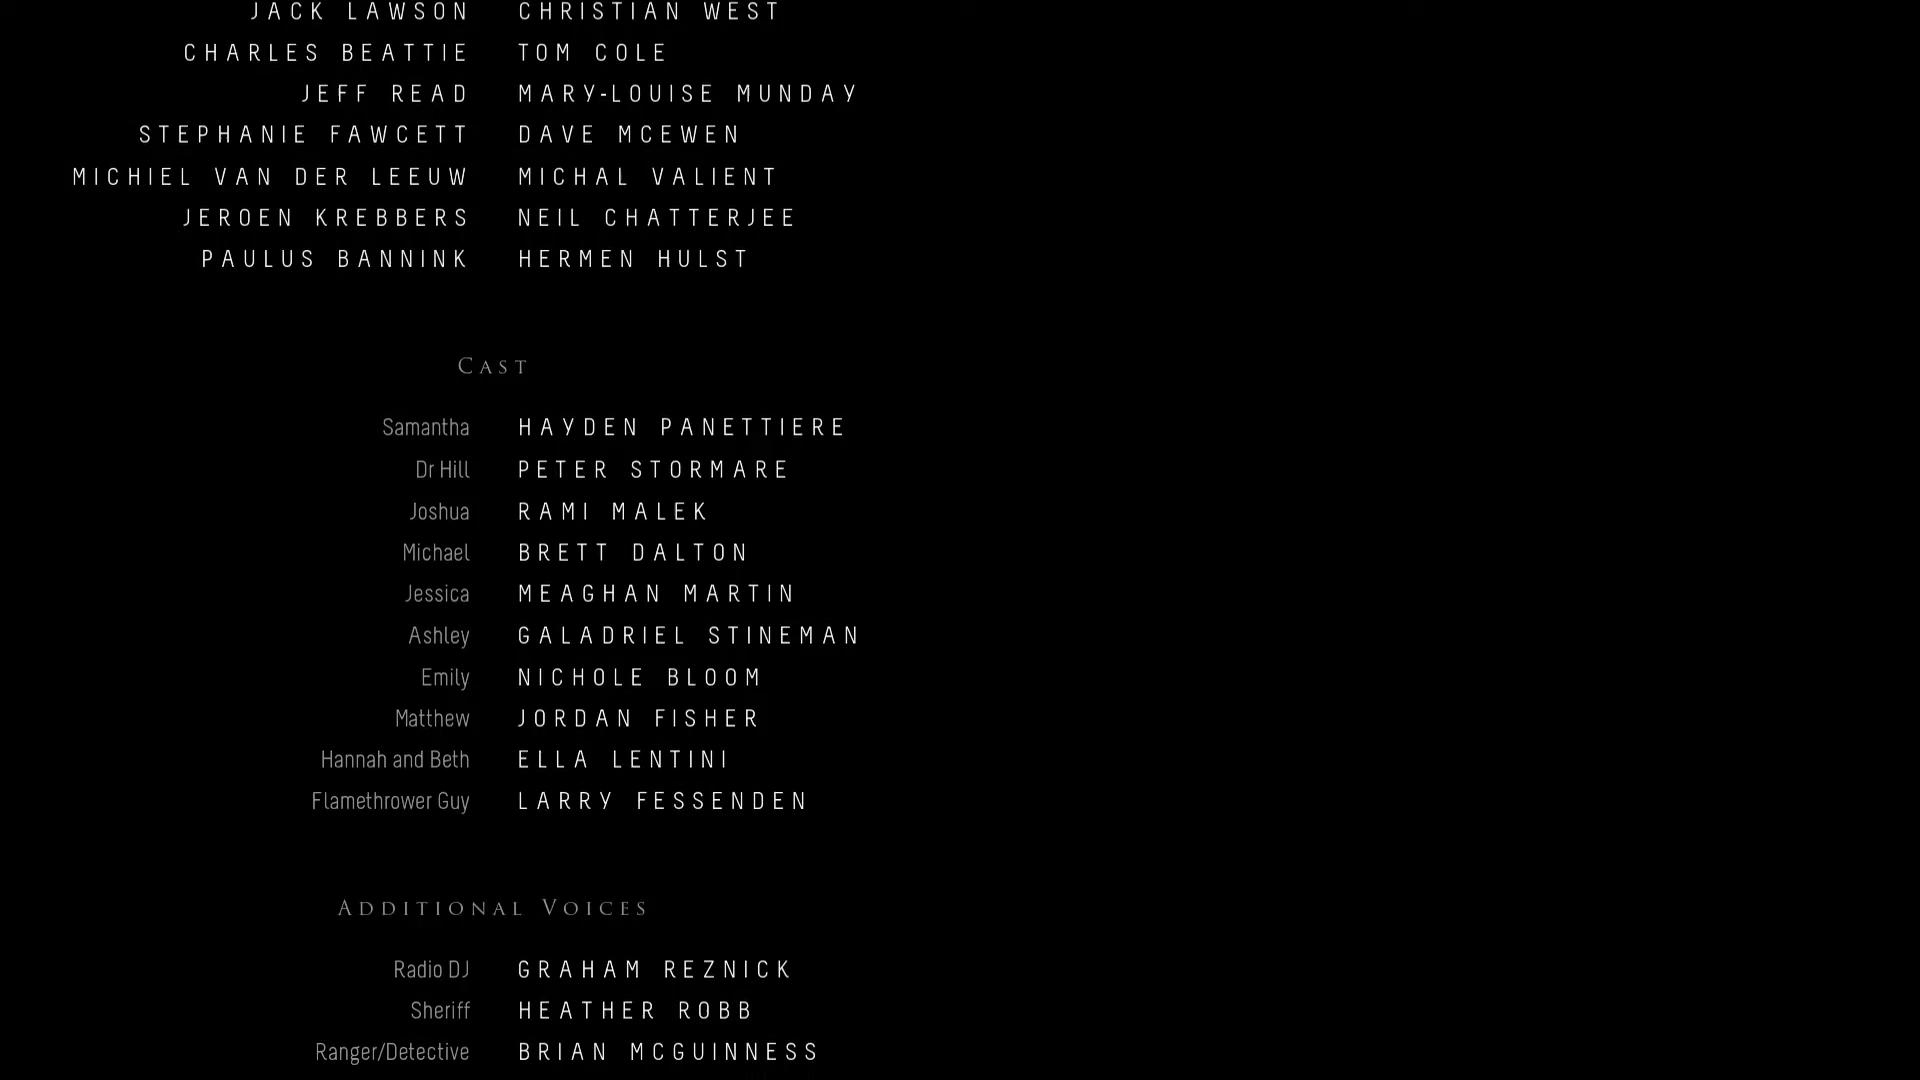 JACK LAWSON CHRISTIAN WEST
CHARLES BEATTIE TOM COLE
JEFF READ MARY-LOUISE MUNDAY
STEPHANIE FAWCETT DAVE MCEWEN
MICHIEL VAN DER LEEUW MICHAL VALIENT
JEROEN KREBBERS NEIL CHATTERJEE
PAULUS BANNINK HERMEN HULST
CAST
Samantha HAYDEN PANETTIERE
Dr Hill PETER STORMARE
Joshua RAMI MALEK
Michael BRETT DALTON
Jessica MEAGHAN MARTIN
Ashley GALADRIEL STINEMAN
Emily NICHOLE BLOOM
Matthew JORDAN FISHER
Hannah and Beth ELLA LENTINI
Flamethrower Guy LARRY FESSENDEN
ADDITIONAL VOICES
Radio DJ GRAHAM REZNICK
Sheriff HEATHER ROBB
Ranger/Detective BRIAN MCGUINNESS